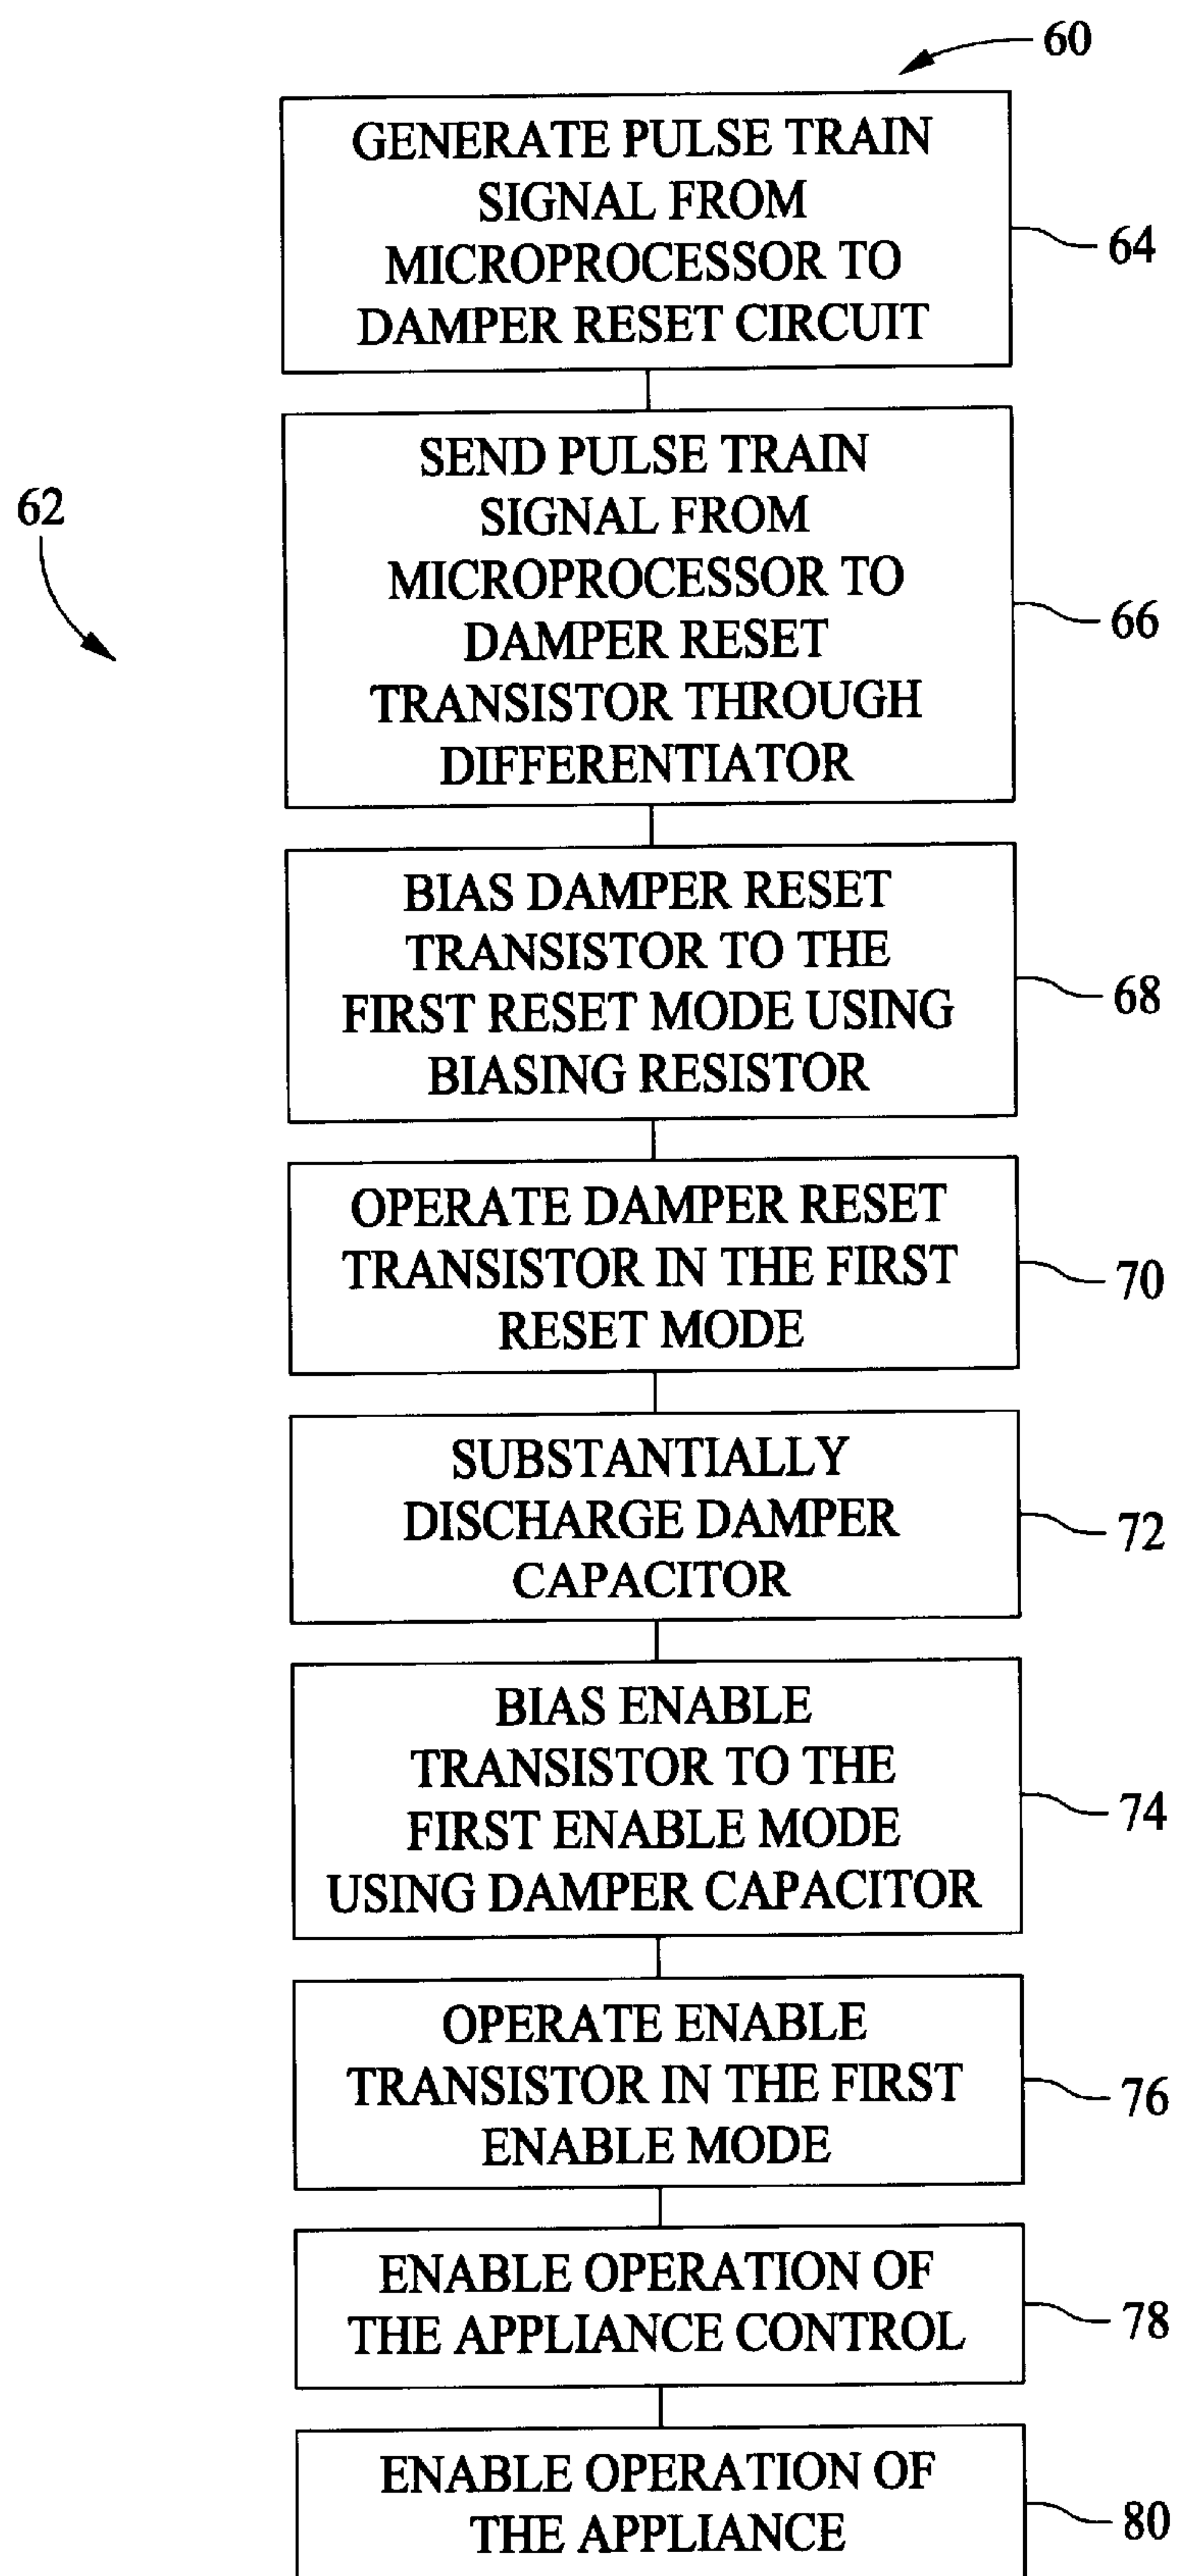 60
GENERATE PULSE TRAIN
SIGNAL FROM
MICROPROCESSOR TO
DAMPER RESET CIRCUIT
64
62
SEND PULSE TRAIN
SIGNAL FROM
MICROPROCESSOR TO
DAMPER RESET
TRANSISTOR THROUGH
DIFFERENTIATOR
66
BIAS DAMPER RESET
TRANSISTOR TO THE
FIRST RESET MODE USING
BIASING RESISTOR
68
OPERATE DAMPER RESET
TRANSISTOR IN THE FIRST
RESET MODE
70
SUBSTANTIALLY
DISCHARGE DAMPER
CAPACITOR
72
BIAS ENABLE
TRANSISTOR TO THE
FIRST ENABLE MODE
USING DAMPER CAPACITOR
74
OPERATE ENABLE
TRANSISTOR IN THE FIRST
ENABLE MODE
76
ENABLE OPERATION OF
THE APPLIANCE CONTROL
78
ENABLE OPERATION OF
THE APPLIANCE
80